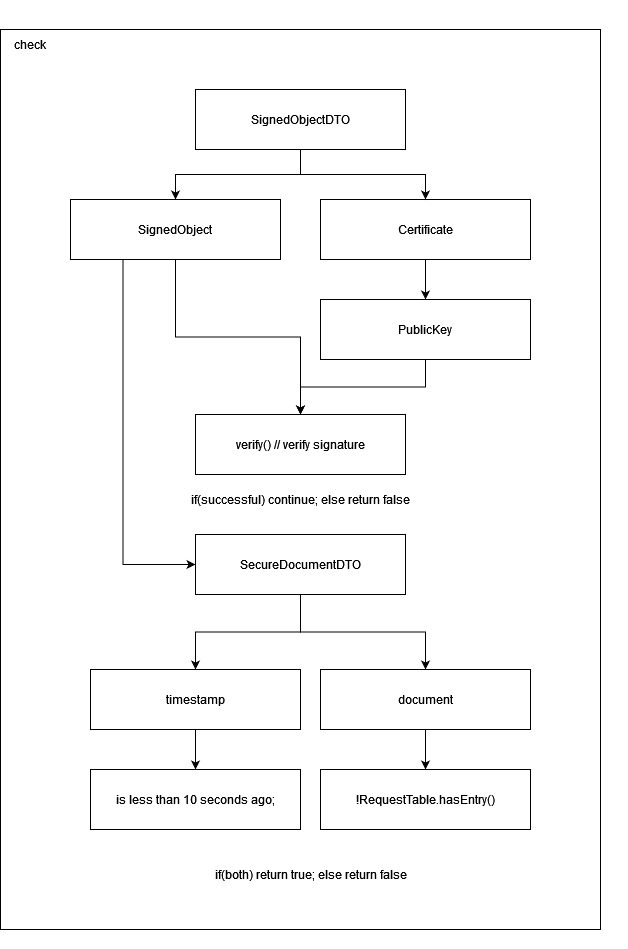 check
SignedObjectDTO
SignedObject
Certificate
PublicKey
verify() // verify signature
if(successful) continue; else return false
SecureDocumentDTO
timestamp
document
is less than 10 seconds ago;
!RequestTable.hasEntry()
if(both) return true; else return false